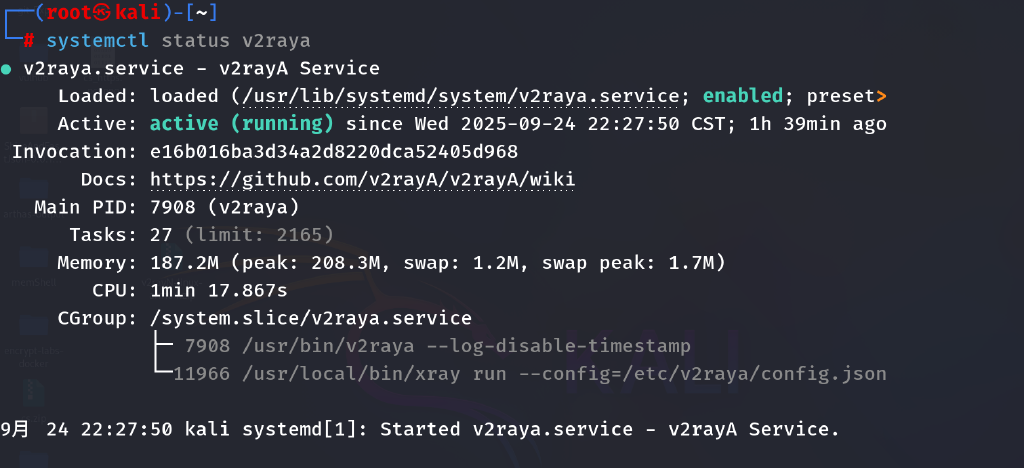 ┌──(root㉿kali)-[~]
└─# systemctl status v2raya
● v2raya.service - v2rayA Service
Loaded: loaded (/usr/lib/systemd/system/v2raya.service; enabled; preset>
Active: active (running) since Wed 2025-09-24 22:27:50 CST; 1h 39min ago
Invocation: e16b016ba3d34a2d8220dca52405d968
Docs: https://github.com/v2rayA/v2rayA/wiki
Main PID: 7908 (v2raya)
Tasks: 27 (limit: 2165)
Memory: 187.2M (peak: 208.3M, swap: 1.2M, swap peak: 1.7M)
CPU: 1min 17.867s
CGroup: /system.slice/v2raya.service
├─ 7908 /usr/bin/v2raya --log-disable-timestamp
└─11966 /usr/local/bin/xray run --config=/etc/v2raya/config.json
9月 24 22:27:50 kali systemd[1]: Started v2raya.service - v2rayA Service.